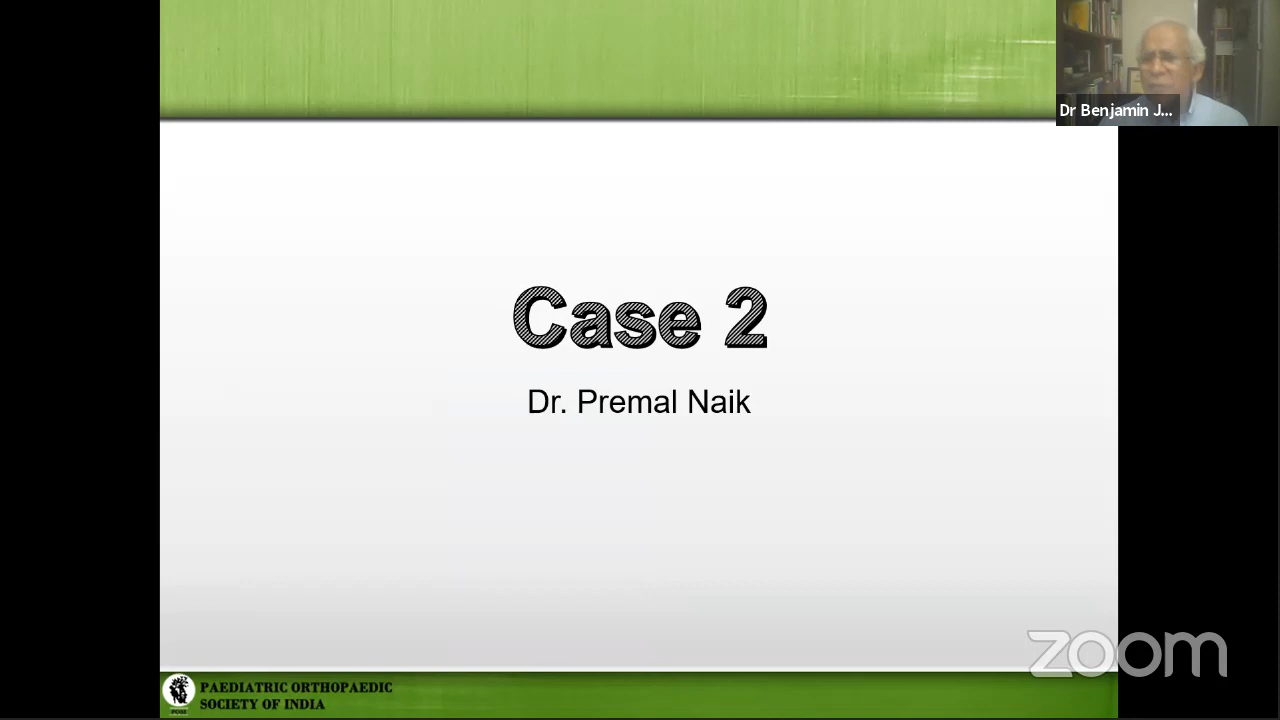 Dr Benjamin J...
Case 2
Dr. Premal Naik
zoom
PAEDIATRIC ORTHOPAEDIC
SOCIETY OF INDIA